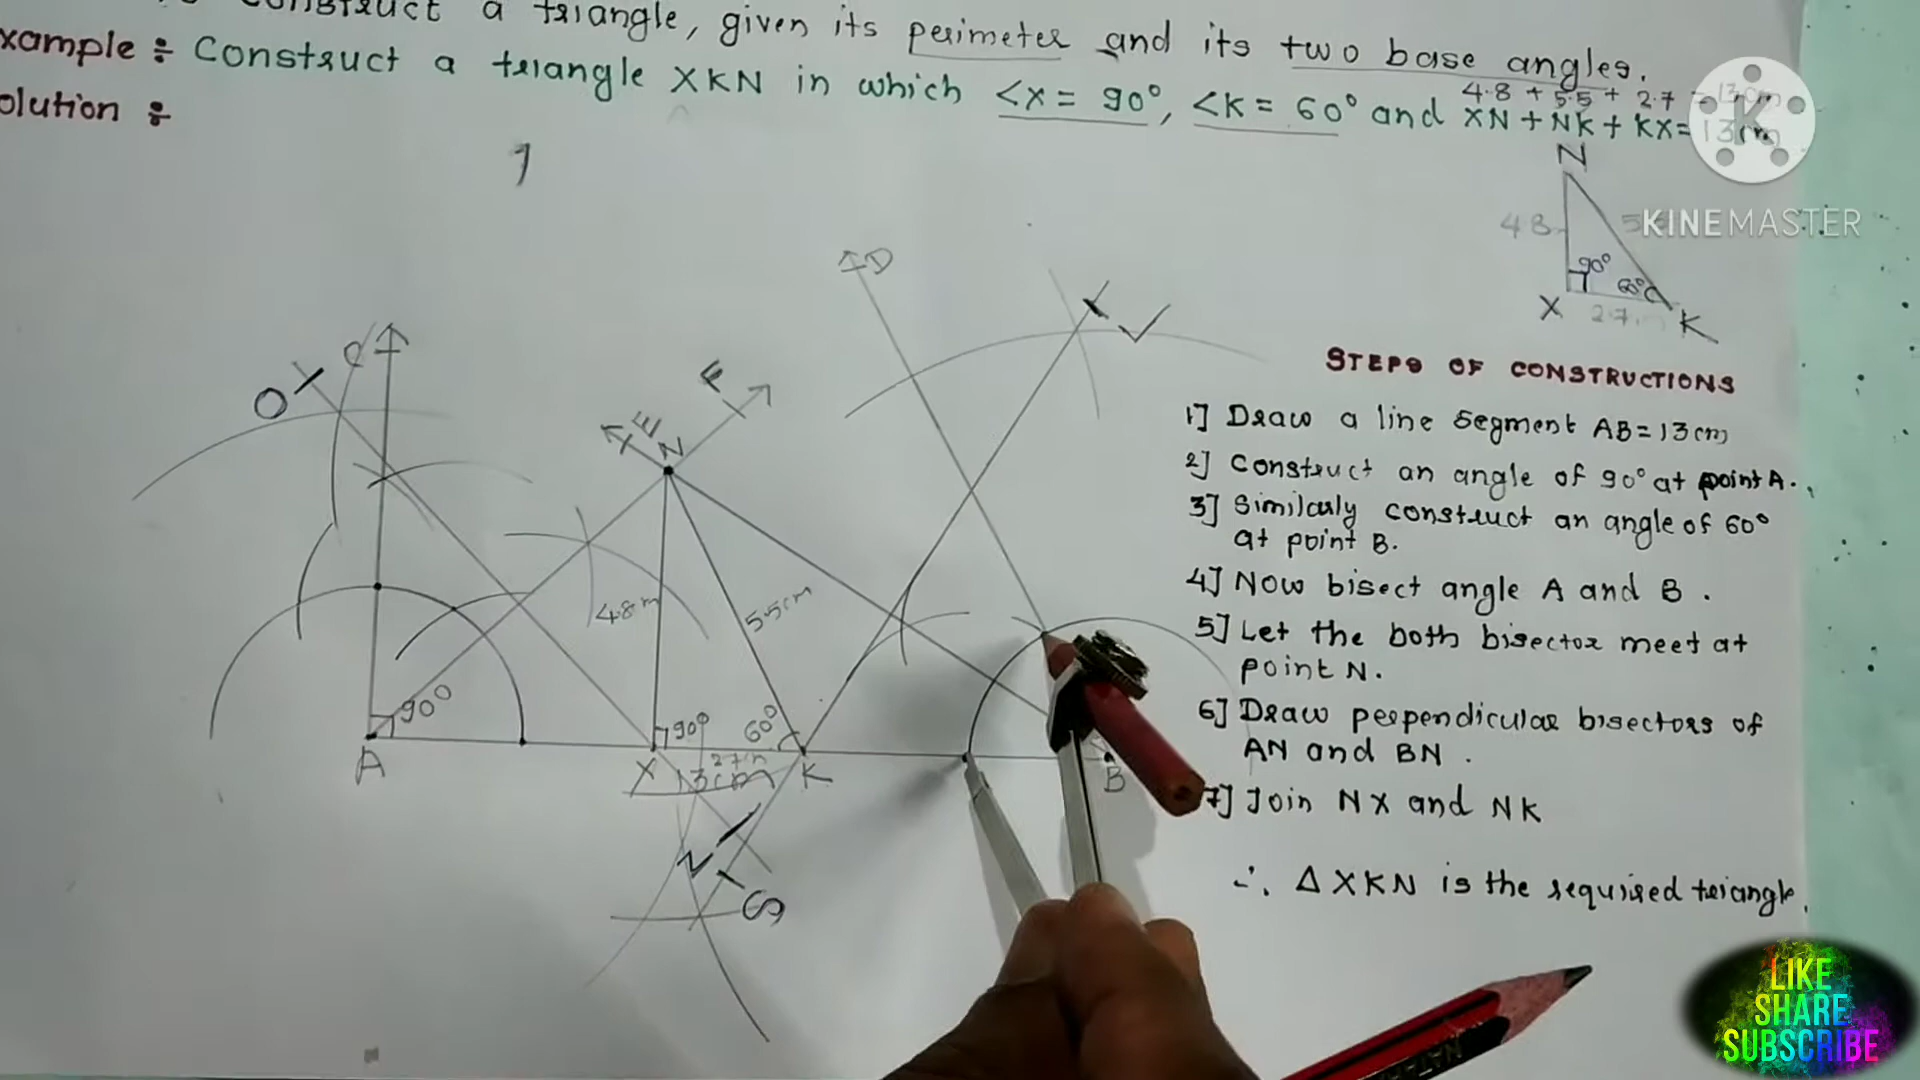 construct a triangle, given its perimeter and its two base angles.
xample ÷ Construct a triangle XKN in which <X = 90°, <K = 60° and XN + NK + KX = 13cm
4.8 + 5.5 + 2.7 = 13cm
olution ÷
K
KINEMASTER
N
48
90° 60°
X
2.7
K
D
C
O
F
E
N
4.8m
5.5cm
90°
90°
60°
2.7m
A
X
13cm
K
B
S
STEPS OF CONSTRUCTIONS
1] Draw a line segment AB = 13cm
2] Construct an angle of 90° at point A.
3] Similarly construct an angle of 60°
at point B.
4] Now bisect angle A and B.
5] Let the both bisector meet at
point N.
6] Draw perpendicular bisectors of
AN and BN.
7] Join NX and NK
∴ Δ XKN is the required triangle.
LIKE
SHARE
SUBSCRIBE